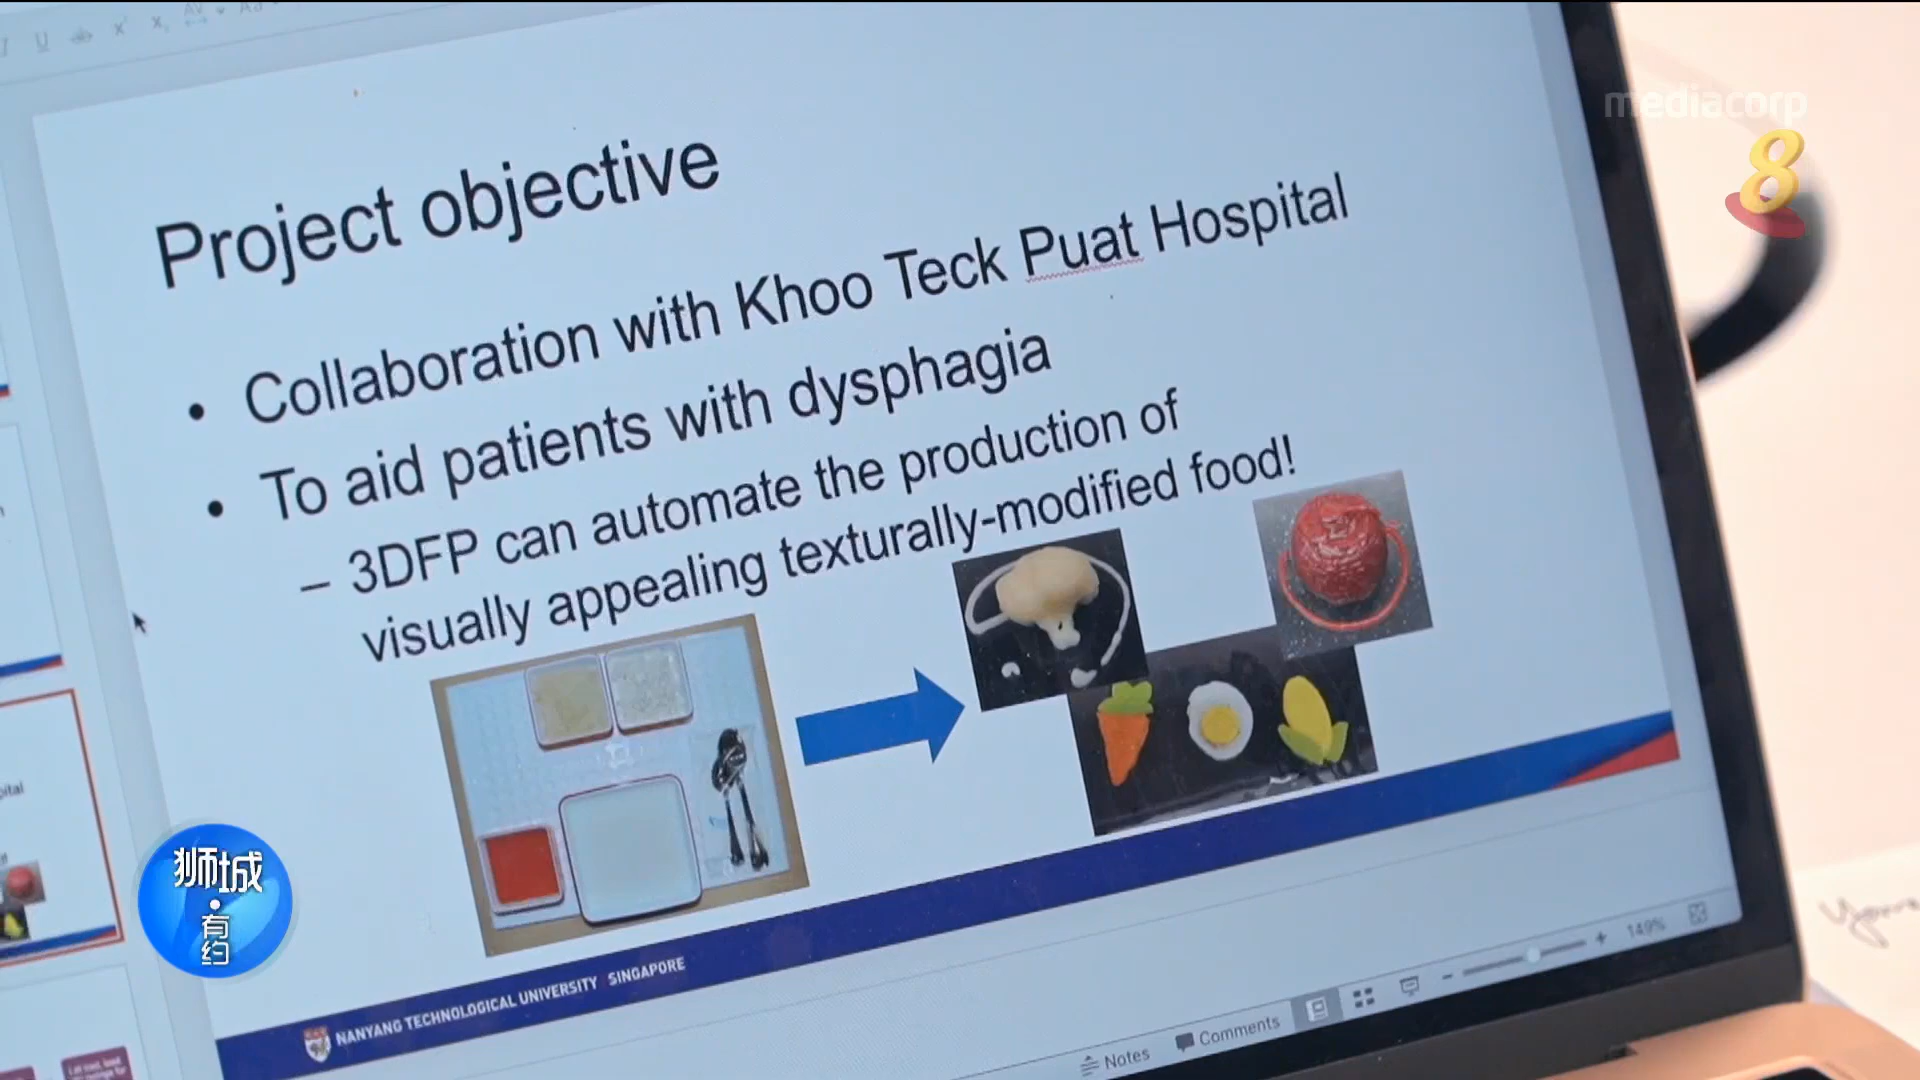 mediacorp
8
Project objective
• Collaboration with Khoo Teck Puat Hospital
• To aid patients with dysphagia
– 3DFP can automate the production of
visually appealing texturally-modified food!
狮城
有
约
NANYANG TECHNOLOGICAL UNIVERSITY SINGAPORE
Notes
Comments
149%